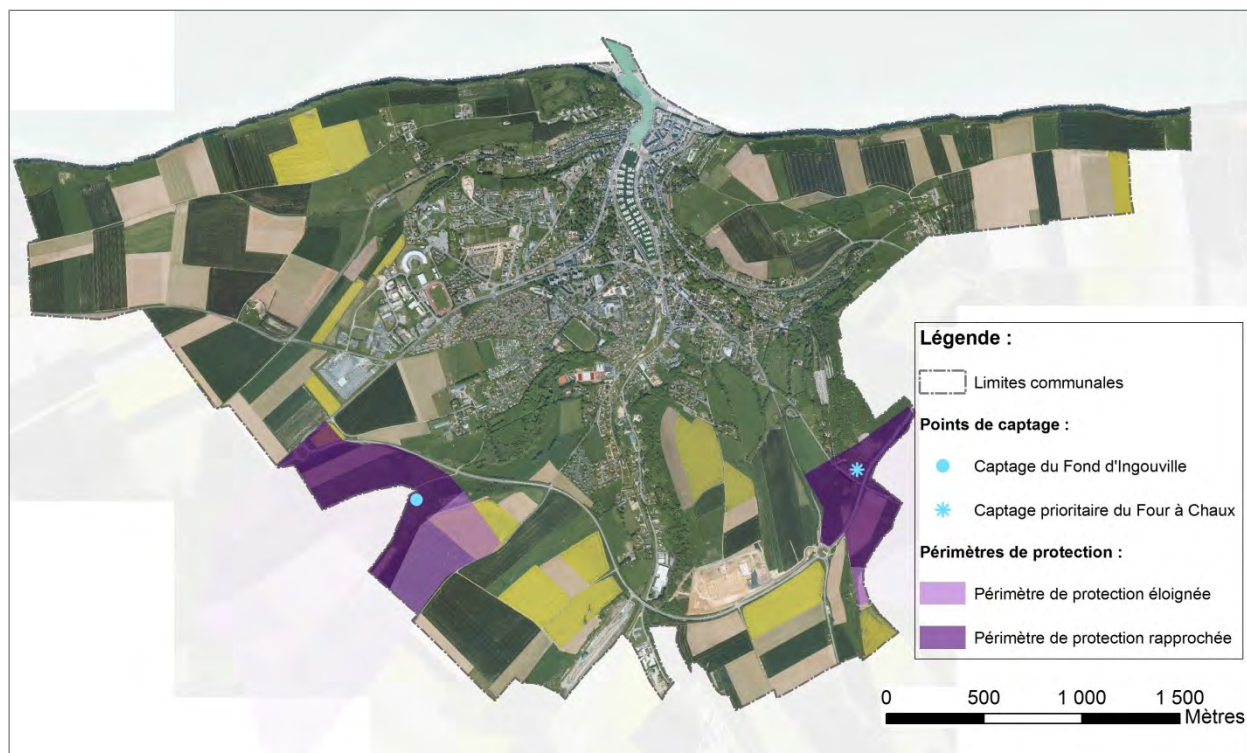 Légende :
Limites communales
Points de captage :
Captage du Fond d'Ingouville
Captage prioritaire du Four à Chaux
Périmètres de protection :
Périmètre de protection éloignée
Périmètre de protection rapprochée
0 500 1 000 1 500
Mètres